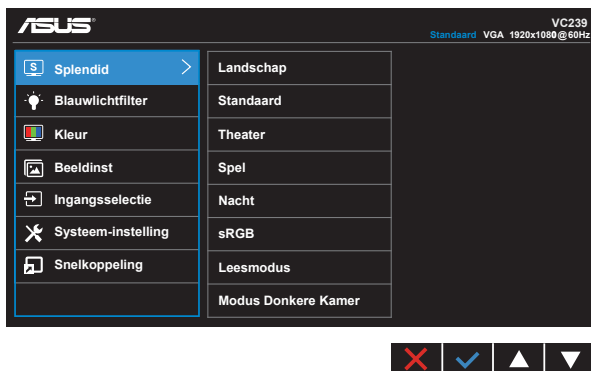 ASUS
VC239
Standaard VGA 1920x1080@60Hz
S Splendid
Blauwlichtfilter
Kleur
Beeldinst
Ingangsselectie
Systeem-instelling
Snelkoppeling
Landschap
Standaard
Theater
Spel
Nacht
sRGB
Leesmodus
Modus Donkere Kamer